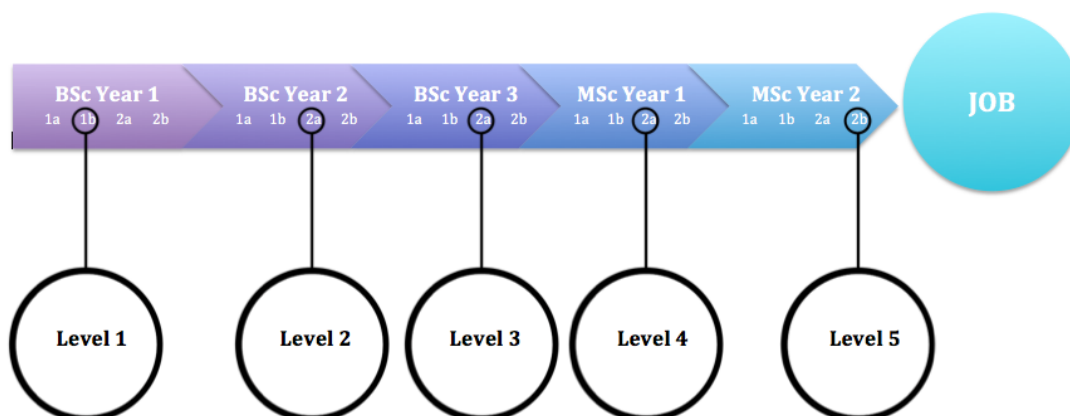 BSc Year 1
1a 1b 2a 2b
BSc Year 2
1a 1b 2a 2b
BSc Year 3
1a 1b 2a 2b
MSc Year 1
1a 1b 2a 2b
MSc Year 2
1a 1b 2a 2b
JOB
Level 1
Level 2
Level 3
Level 4
Level 5